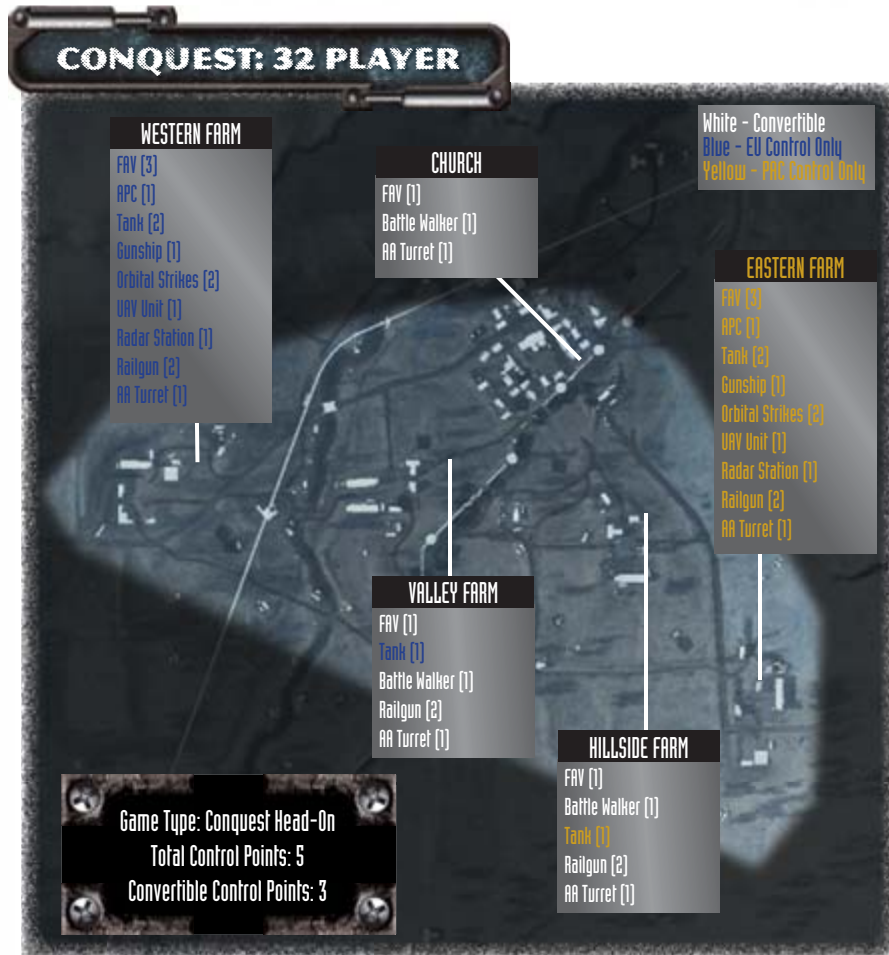 CONQUEST: 32 PLAYER
White - Convertible
Blue - EU Control Only
Yellow - PAC Control Only
WESTERN FARM
FAV (3)
APC (1)
Tank (2)
Gunship (1)
Orbital Strikes (2)
UAV Unit (1)
Radar Station (1)
Railgun (2)
AA Turret (1)
CHURCH
FAV (1)
Battle Walker (1)
AA Turret (1)
EASTERN FARM
FAV (3)
APC (1)
Tank (2)
Gunship (1)
Orbital Strikes (2)
UAV Unit (1)
Radar Station (1)
Railgun (2)
AA Turret (1)
VALLEY FARM
FAV (1)
Tank (1)
Battle Walker (1)
Railgun (2)
AA Turret (1)
HILLSIDE FARM
FAV (1)
Battle Walker (1)
Tank (1)
Railgun (2)
AA Turret (1)
Game Type: Conquest Head-On
Total Control Points: 5
Convertible Control Points: 3